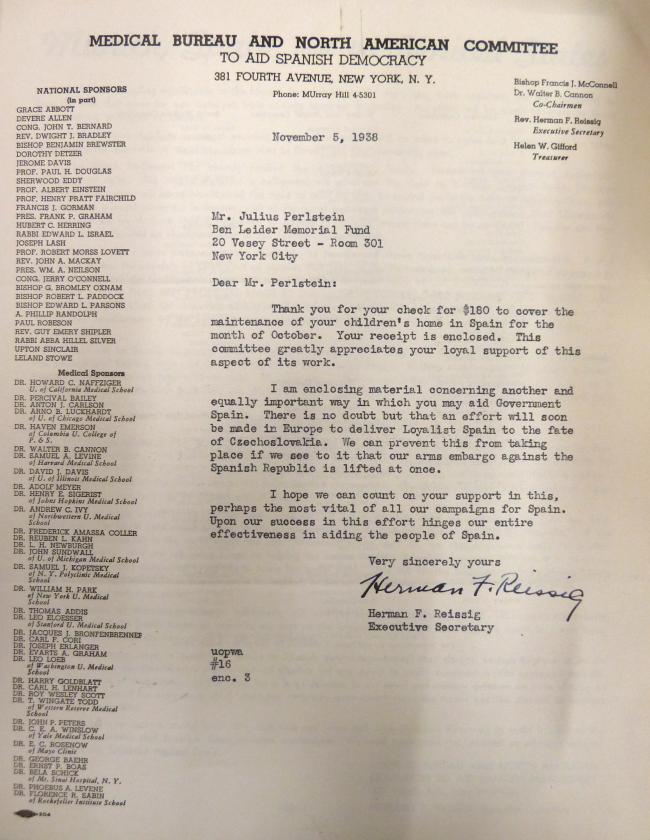 MEDICAL BUREAU AND NORTH AMERICAN COMMITTEE
TO AID SPANISH DEMOCRACY
381 FOURTH AVENUE, NEW YORK, N. Y.
Phone: MUrray Hill 4-5301
Bishop Francis J. McConnell
Dr. Walter B. Cannon
Co-Chairmen
Rev. Herman F. Reissig
Executive Secretary
Helen W. Gifford
Treasurer
NATIONAL SPONSORS
(in part)
GRACE ABBOTT
DEVERE ALLEN
CONG. JOHN T. BERNARD
REV. DWIGHT J. BRADLEY
BISHOP BENJAMIN BREWSTER
DOROTHY DETZER
JEROME DAVIS
PROF. PAUL H. DOUGLAS
SHERWOOD EDDY
PROF. ALBERT EINSTEIN
PROF. HENRY PRATT FAIRCHILD
FRANCIS J. GORMAN
PRES. FRANK P. GRAHAM
HUBERT C. HERRING
RABBI EDWARD L. ISRAEL
JOSEPH LASH
PROF. ROBERT MORSS LOVETT
REV. JOHN A. MACKAY
PRES. WM. A. NEILSON
CONG. JERRY O'CONNELL
BISHOP G. BROMLEY OXNAM
BISHOP ROBERT L. PADDOCK
BISHOP EDWARD L. PARSONS
A. PHILLIP RANDOLPH
PAUL ROBESON
REV. GUY EMERY SHIPLER
RABBI ABBA HILLEL SILVER
UPTON SINCLAIR
LELAND STOWE
Medical Sponsors
DR. HOWARD C. NAFFZIGER
U. of California Medical School
DR. PERCIVAL BAILEY
DR. ANTON J. CARLSON
DR. ARNO B. LUCKHARDT
of U. of Chicago Medical School
DR. HAVEN EMERSON
of Columbia U. College of
P. & S.
DR. WALTER B. CANNON
DR. SAMUEL A. LEVINE
of Harvard Medical School
DR. DAVID J. DAVIS
of U. of Illinois Medical School
DR. ADOLF MEYER
DR. HENRY E. SIGERIST
of Johns Hopkins Medical School
DR. ANDREW C. IVY
of Northwestern U. Medical
School
DR. FREDERICK AMASSA COLLER
DR. REUBEN L. KAHN
DR. L. H. NEWBURGH
DR. JOHN SUNDWALL
of U. of Michigan Medical School
DR. SAMUEL J. KOPETSKY
of N. Y. Polyclinic Medical
School
DR. WILLIAM H. PARK
of New York U. Medical
School
DR. THOMAS ADDIS
DR. LEO ELOESSER
of Stanford U. Medical School
DR. JACQUES J. BRONFENBRENNER
DR. CARL F. CORI
DR. JOSEPH ERLANGER
DR. EVARTS A. GRAHAM
DR. LEO LOEB
of Washington U. Medical
School
DR. HARRY GOLDBLATT
DR. CARL H. LENHART
DR. ROY WESLEY SCOTT
DR. T. WINGATE TODD
of Western Reserve Medical
School
DR. JOHN P. PETERS
DR. C. E. A. WINSLOW
of Yale Medical School
DR. E. C. ROSENOW
of Mayo Clinic
DR. GEORGE BAEHR
DR. ERNST P. BOAS
DR. BELA SCHICK
of Mt. Sinai Hospital, N. Y.
DR. PHOEBUS A. LEVENE
DR. FLORENCE R. SABIN
of Rockefeller Institute School
November 5, 1938
Mr. Julius Perlstein
Ben Leider Memorial Fund
20 Vesey Street - Room 301
New York City
Dear Mr. Perlstein:
Thank you for your check for $180 to cover the
maintenance of your children's home in Spain for the
month of October. Your receipt is enclosed. This
committee greatly appreciates your loyal support of this
aspect of its work.
I am enclosing material concerning another and
equally important way in which you may aid Government
Spain. There is no doubt but that an effort will soon
be made in Europe to deliver Loyalist Spain to the fate
of Czechoslovakia. We can prevent this from taking
place if we see to it that our arms embargo against the
Spanish Republic is lifted at once.
I hope we can count on your support in this,
perhaps the most vital of all our campaigns for Spain.
Upon our success in this effort hinges our entire
effectiveness in aiding the people of Spain.
Very sincerely yours
Herman F. Reissig
Herman F. Reissig
Executive Secretary
uopwa
#16
enc. 3